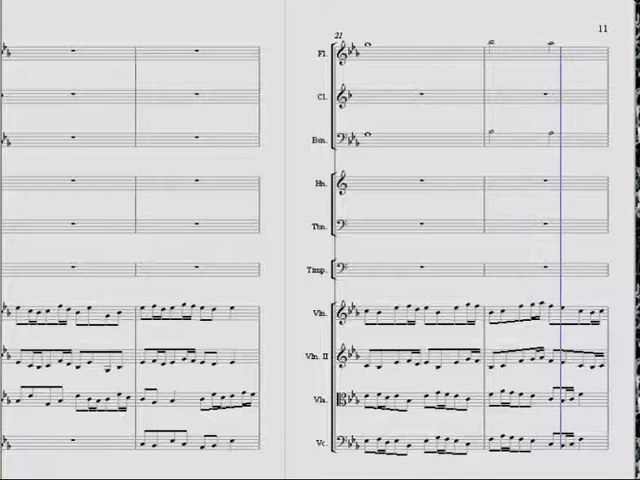 11
21
Fl.
Cl.
Bsn.
Hn.
Tbn.
Timp.
Vln.
Vln. II
Vla.
Vc.